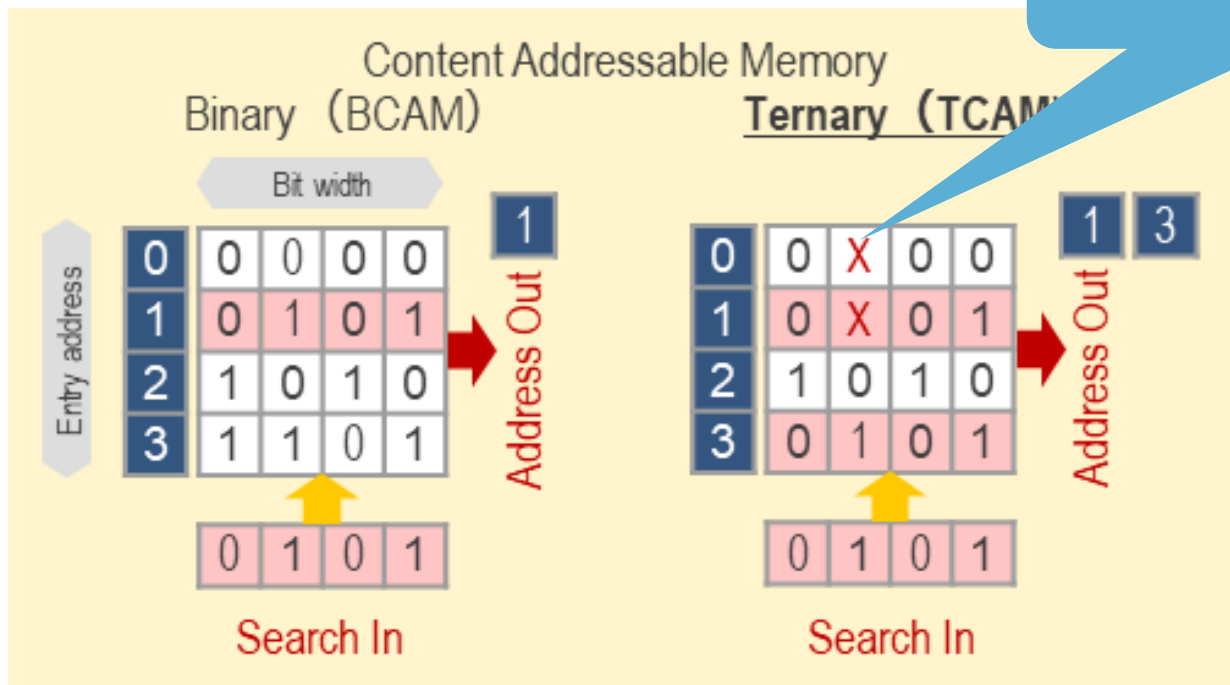 Content Addressable Memory
Binary (BCAM)
Ternary (TCAM
Bit width
Entry address
1
0 0 0 0 0
1 0 1 0 1
2 1 0 1 0
3 1 1 0 1
Address Out
0 1 0 1
Search In
1 3
0 0 X 0 0
1 0 X 0 1
2 1 0 1 0
3 0 1 0 1
Address Out
0 1 0 1
Search In